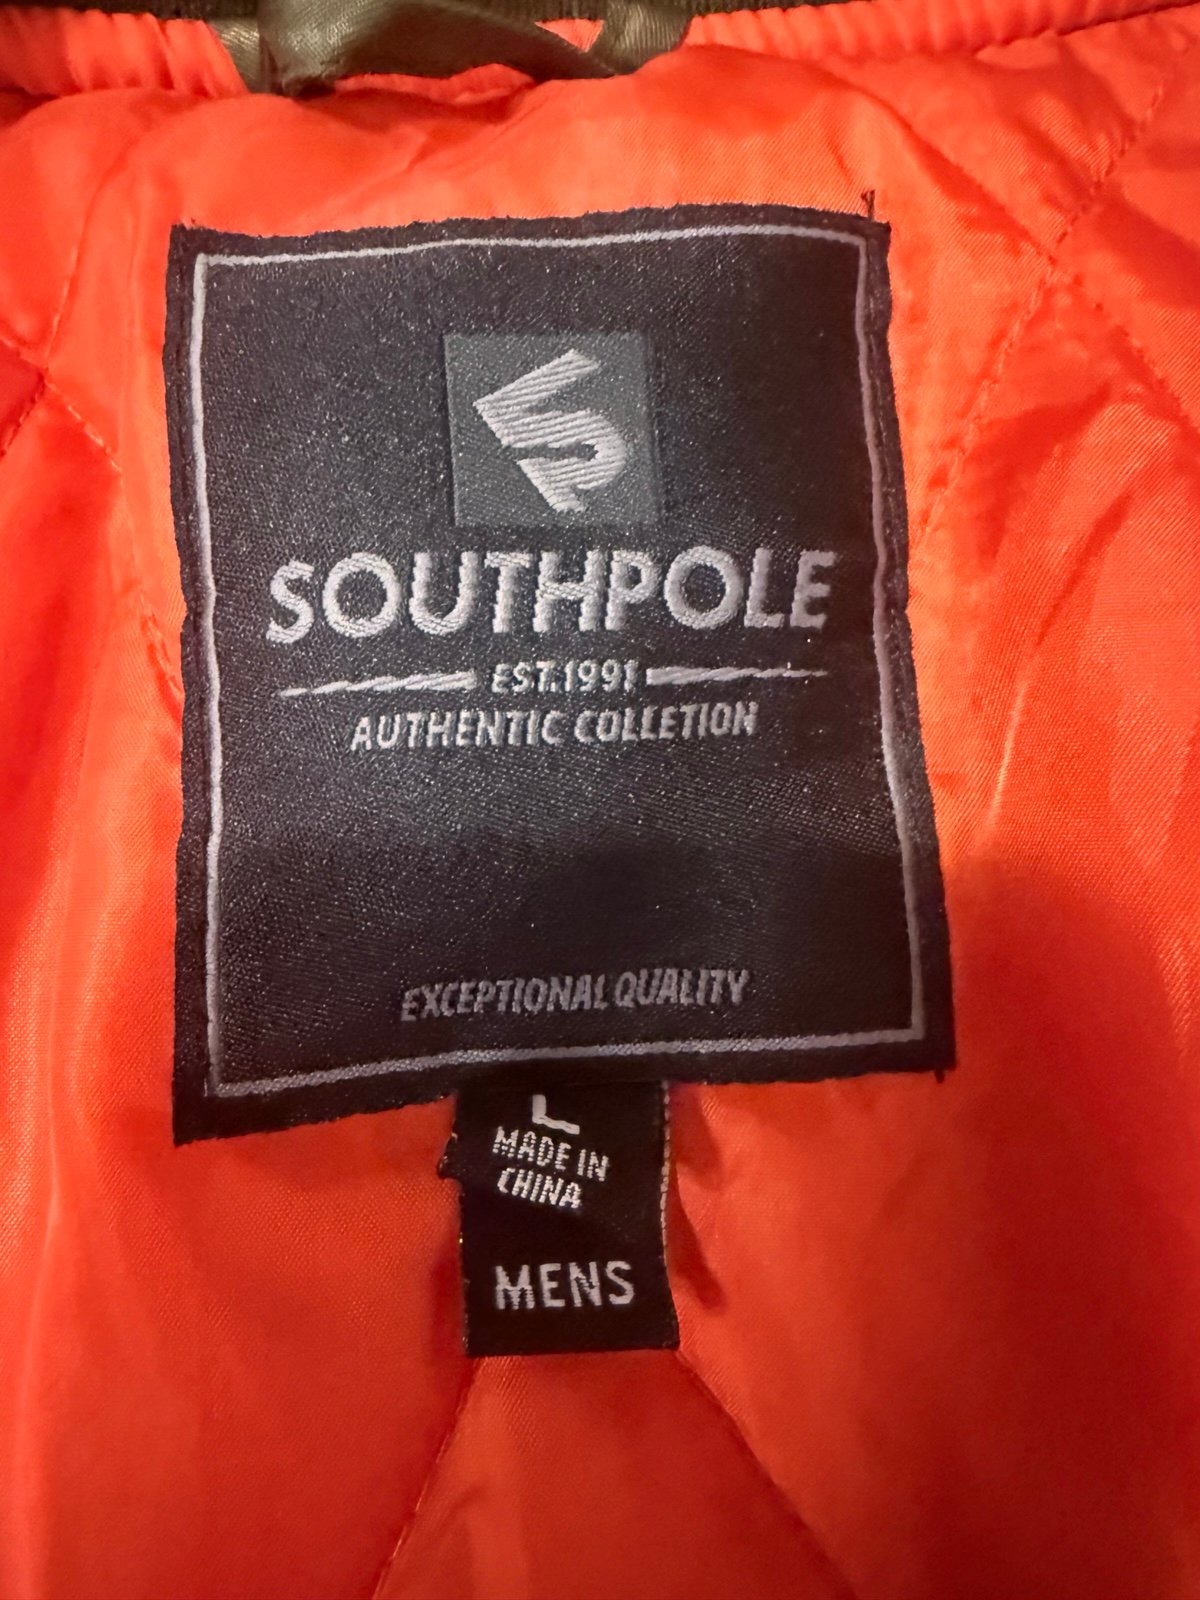 SOUTHPOLE
EST.1991
AUTHENTIC COLLETION
EXCEPTIONAL QUALITY
L
MADE IN
CHINA
MENS